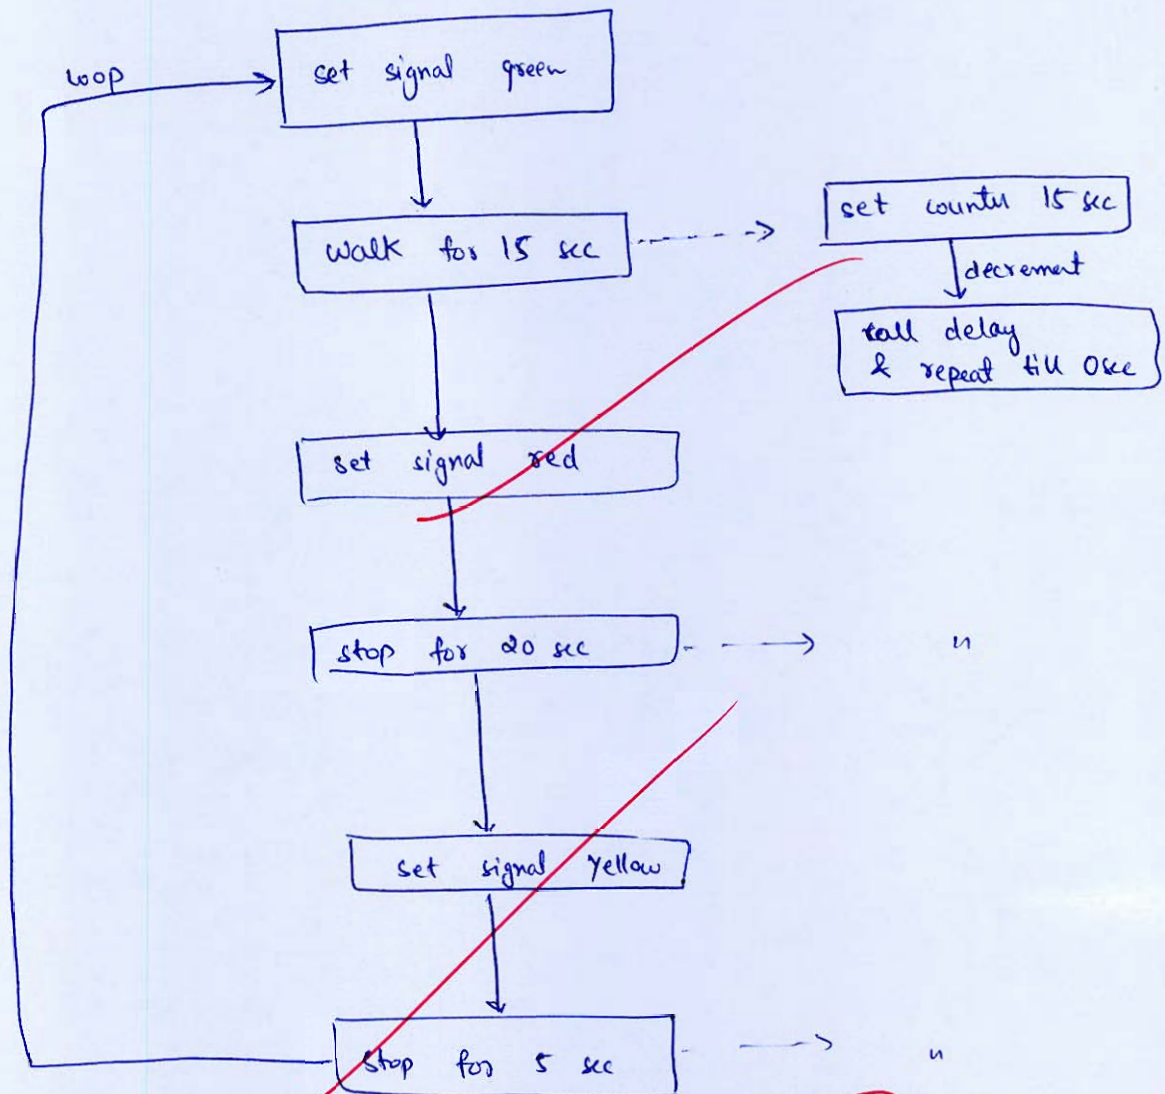 loop
set signal green
walk for 15 sec
set counter 15 sec
decrement
call delay
& repeat till 0sec
set signal red
stop for 20 sec
"
set signal yellow
stop for 5 sec
"